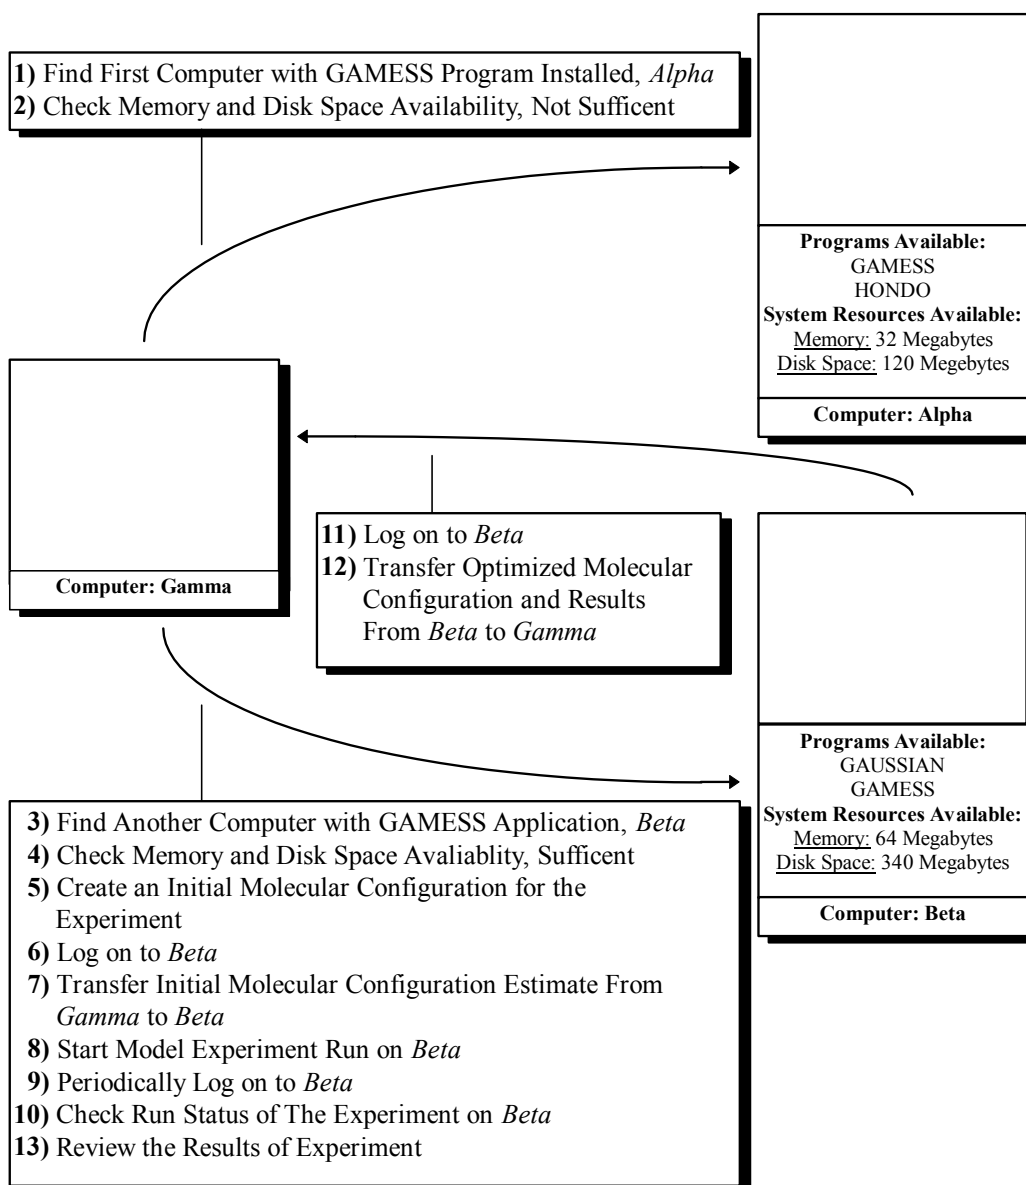 1) Find First Computer with GAMESS Program Installed, Alpha
2) Check Memory and Disk Space Availability, Not Sufficent
Programs Available:
GAMESS
HONDO
System Resources Available:
Memory: 32 Megabytes
Disk Space: 120 Megebytes
Computer: Alpha
Computer: Gamma
11) Log on to Beta
12) Transfer Optimized Molecular
Configuration and Results
From Beta to Gamma
Programs Available:
GAUSSIAN
GAMESS
System Resources Available:
Memory: 64 Megabytes
Disk Space: 340 Megabytes
Computer: Beta
3) Find Another Computer with GAMESS Application, Beta
4) Check Memory and Disk Space Avaliablity, Sufficent
5) Create an Initial Molecular Configuration for the
Experiment
6) Log on to Beta
7) Transfer Initial Molecular Configuration Estimate From
Gamma to Beta
8) Start Model Experiment Run on Beta
9) Periodically Log on to Beta
10) Check Run Status of The Experiment on Beta
13) Review the Results of Experiment